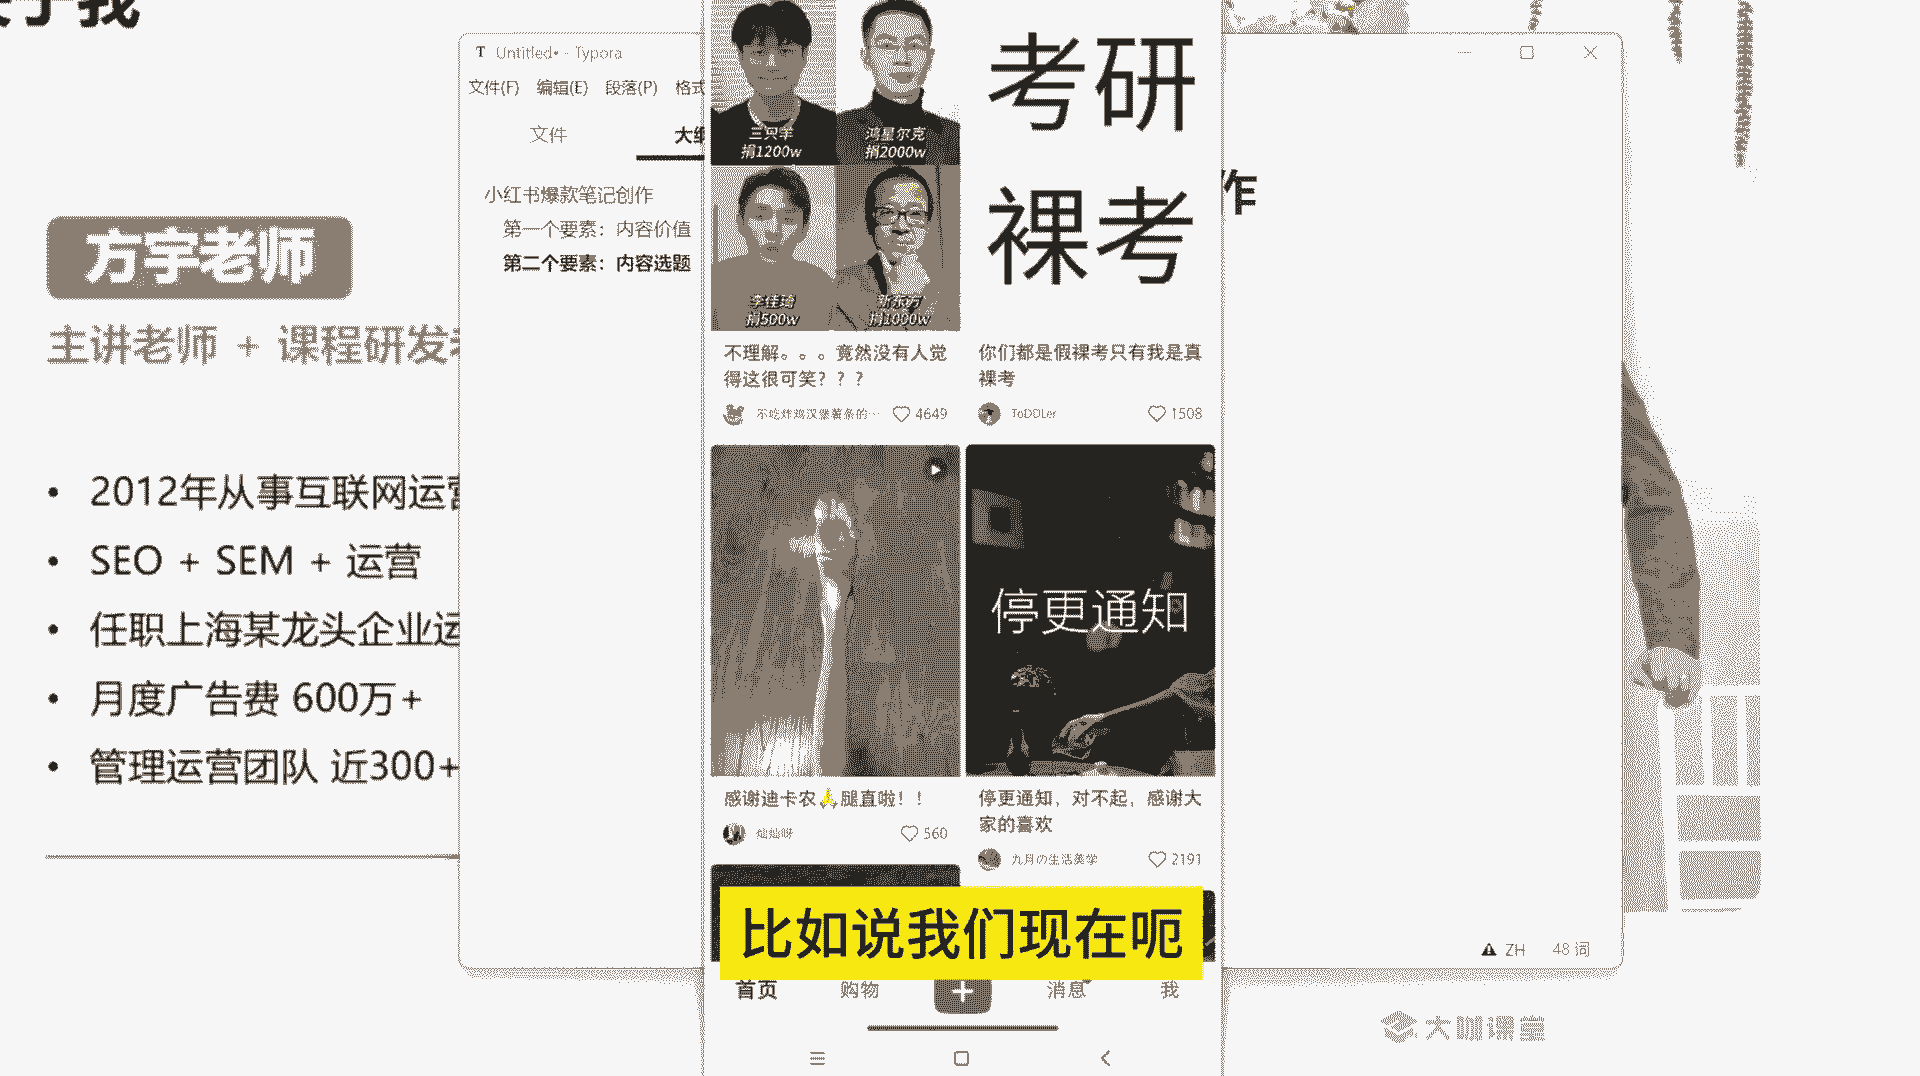 关于我
方宇老师
主讲老师 + 课程研发老
2012年从事互联网运营
SEO + SEM + 运营
任职上海某龙头企业运
月度广告费 600万+
管理运营团队 近300+
Untitled• - Typora
文件(F) 编辑(E) 段落(P) 格式
文件
大纲
小红书爆款笔记创作
第一个要素：内容价值
第二个要素：内容选题
三只羊
捐1200w
鸿星尔克
捐2000w
李佳琦
捐500w
新东方
捐1000w
不理解。。。竟然没有人觉
得这很可笑？？？
不吃炸鸡汉堡薯条的…
4649
考研
裸考
你们都是假裸考只有我是真
裸考
ToDDLer
1508
感谢迪卡农🙏腿直啦！！
灿灿呀
560
停更通知
停更通知，对不起，感谢大
家的喜欢
九月の生活美学
2191
比如说我们现在呃
首页
购物
消息
我
作
ZH 48 词
大咖课堂